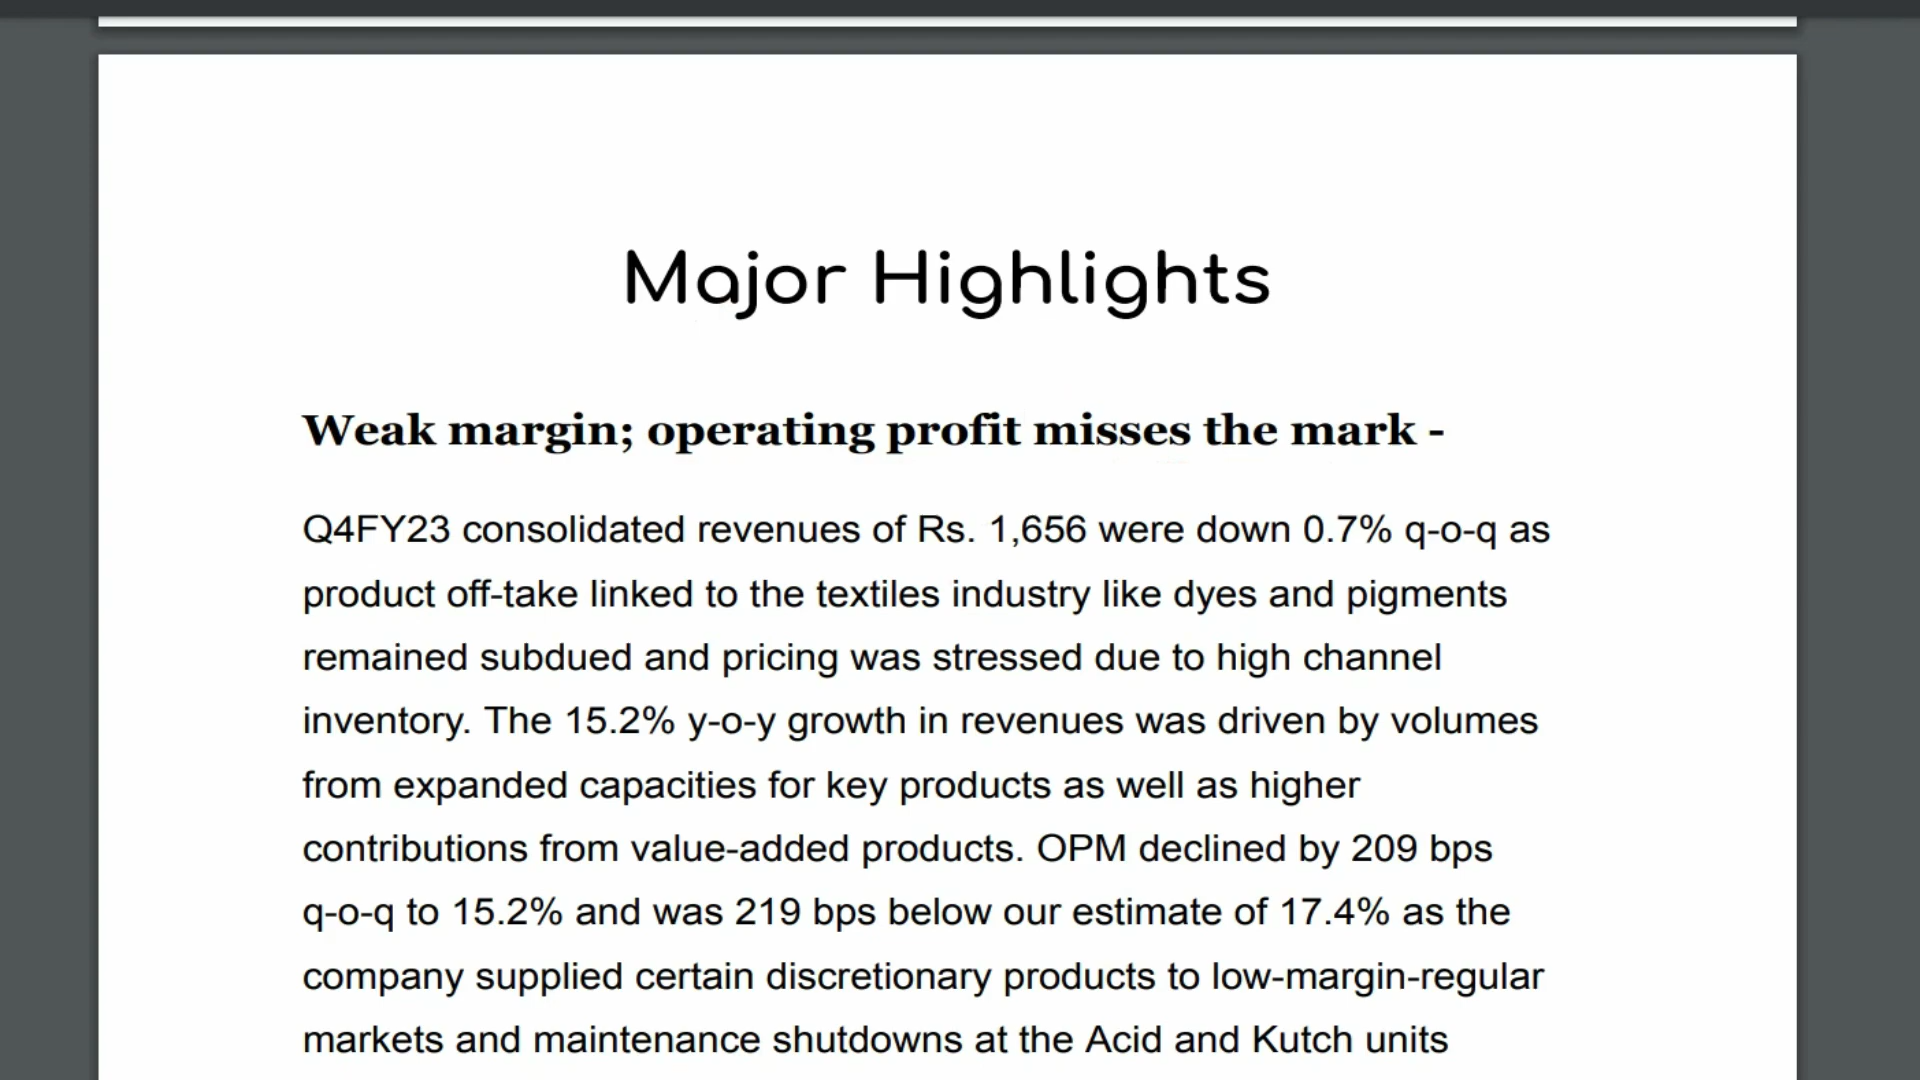 Major Highlights
Weak margin; operating profit misses the mark -
Q4FY23 consolidated revenues of Rs. 1,656 were down 0.7% q-o-q as
product off-take linked to the textiles industry like dyes and pigments
remained subdued and pricing was stressed due to high channel
inventory. The 15.2% y-o-y growth in revenues was driven by volumes
from expanded capacities for key products as well as higher
contributions from value-added products. OPM declined by 209 bps
q-o-q to 15.2% and was 219 bps below our estimate of 17.4% as the
company supplied certain discretionary products to low-margin-regular
markets and maintenance shutdowns at the Acid and Kutch units